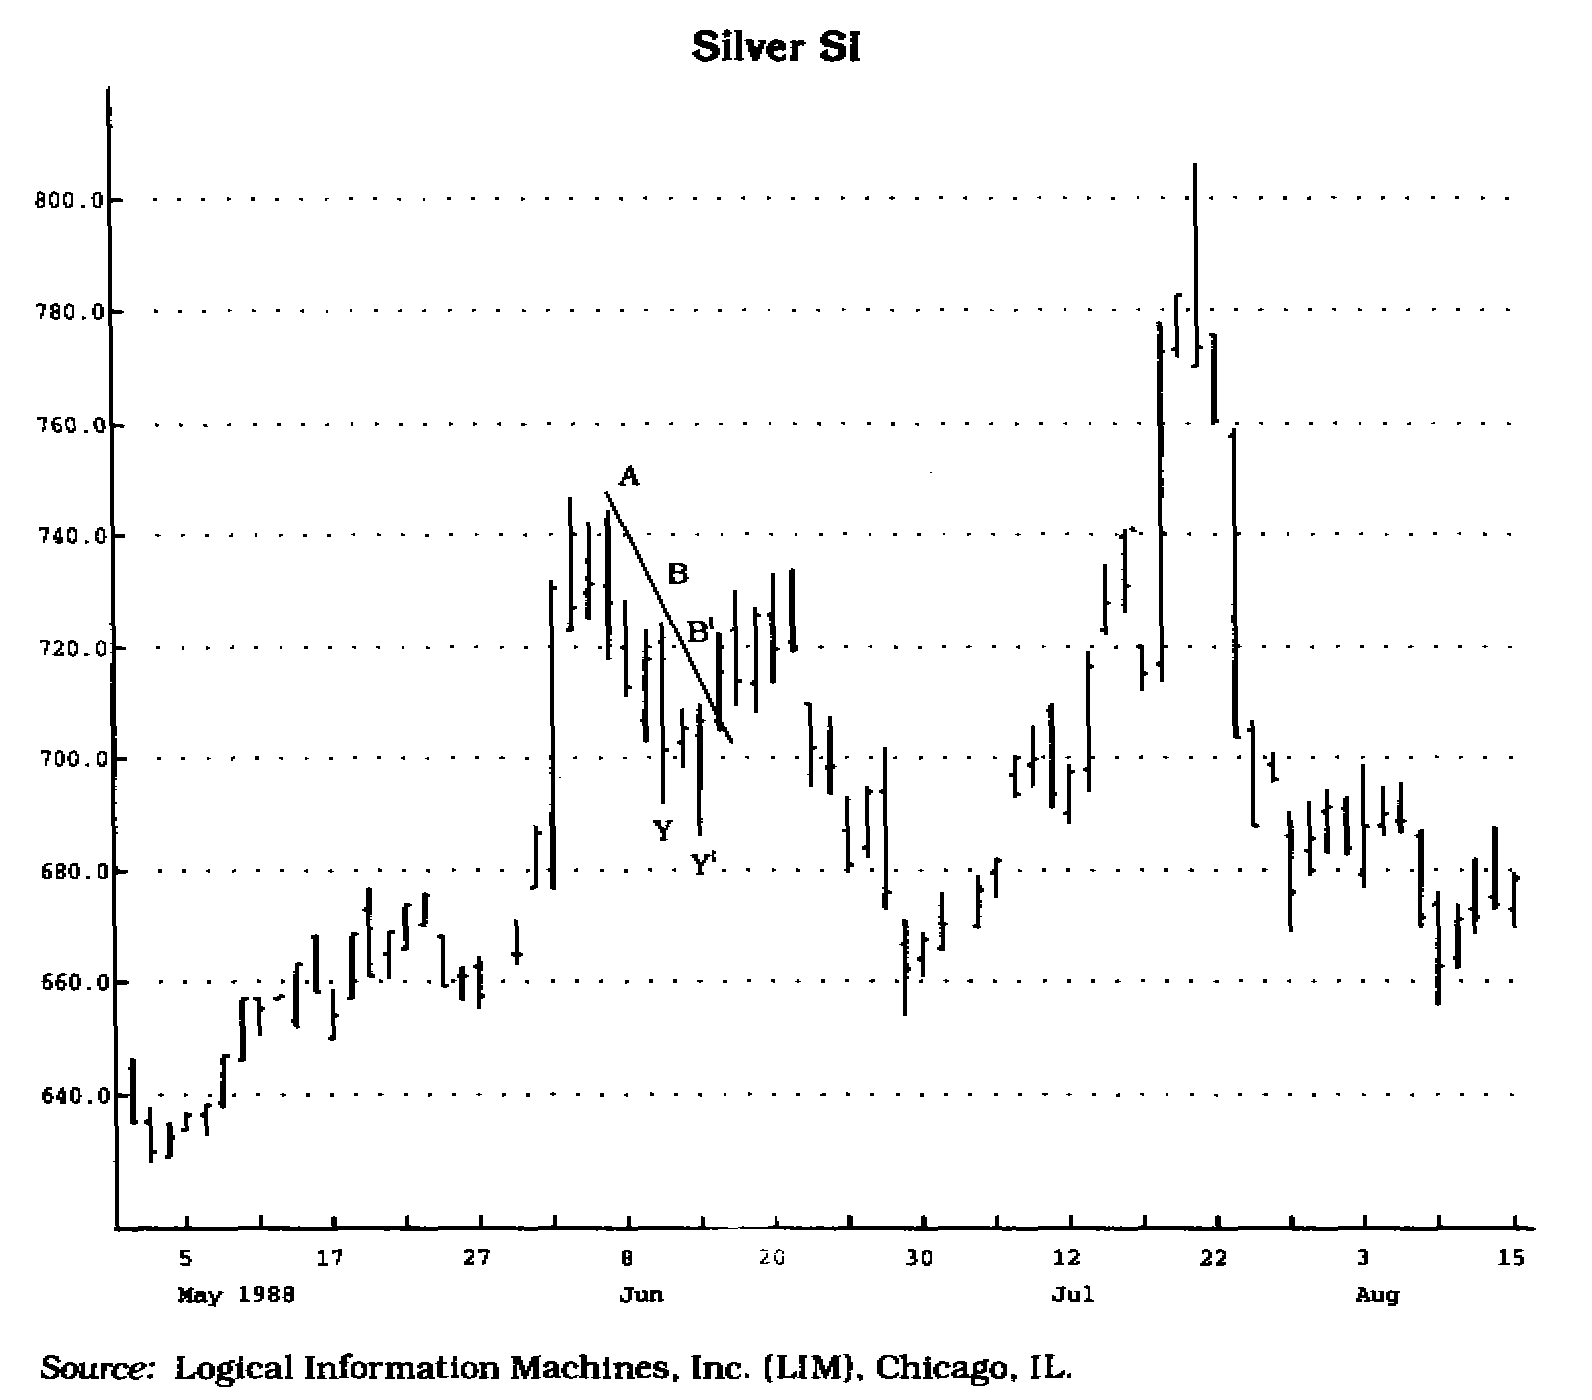 Silver SI
800.0
780.0
760.0
A
740.0
B
B'
720.0
700.0
Y
Y'
680.0
660.0
640.0
5 17 27 8 20 30 12 22 3 15
May 1988 Jun Jul Aug
Source: Logical Information Machines, Inc. (LIM), Chicago, IL.